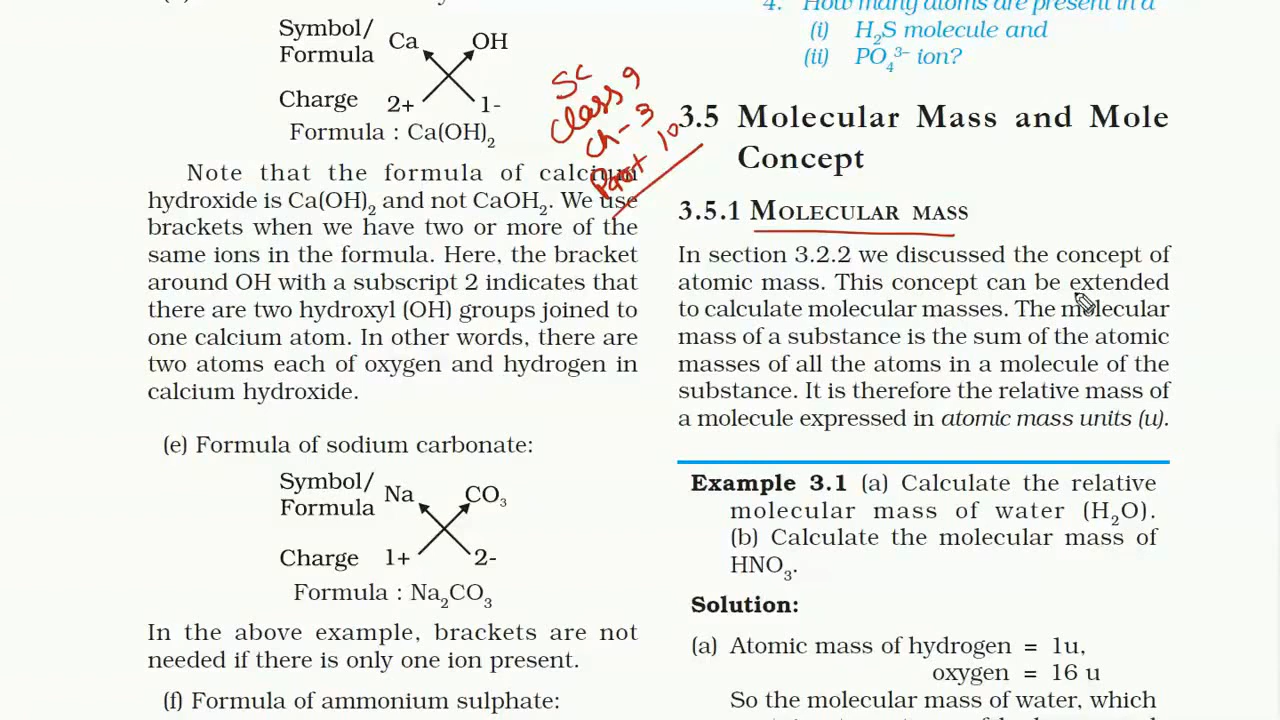 Symbol/
Formula
Ca OH
Charge 2+ 1-
Formula : Ca(OH)₂
Note that the formula of calcium
hydroxide is Ca(OH)₂ and not CaOH₂. We use
brackets when we have two or more of the
same ions in the formula. Here, the bracket
around OH with a subscript 2 indicates that
there are two hydroxyl (OH) groups joined to
one calcium atom. In other words, there are
two atoms each of oxygen and hydrogen in
calcium hydroxide.
(e) Formula of sodium carbonate:
Symbol/
Formula
Na CO₃
Charge 1+ 2-
Formula : Na₂CO₃
In the above example, brackets are not
needed if there is only one ion present.
(f) Formula of ammonium sulphate:
SC
Class 9
Ch-3
Part 10
4. How many atoms are present in a
(i) H₂S molecule and
(ii) PO₄³⁻ ion?
3.5 Molecular Mass and Mole
Concept
3.5.1 MOLECULAR MASS
In section 3.2.2 we discussed the concept of
atomic mass. This concept can be extended
to calculate molecular masses. The molecular
mass of a substance is the sum of the atomic
masses of all the atoms in a molecule of the
substance. It is therefore the relative mass of
a molecule expressed in atomic mass units (u).
Example 3.1 (a) Calculate the relative
molecular mass of water (H₂O).
(b) Calculate the molecular mass of
HNO₃.
Solution:
(a) Atomic mass of hydrogen = 1u,
oxygen = 16 u
So the molecular mass of water, which